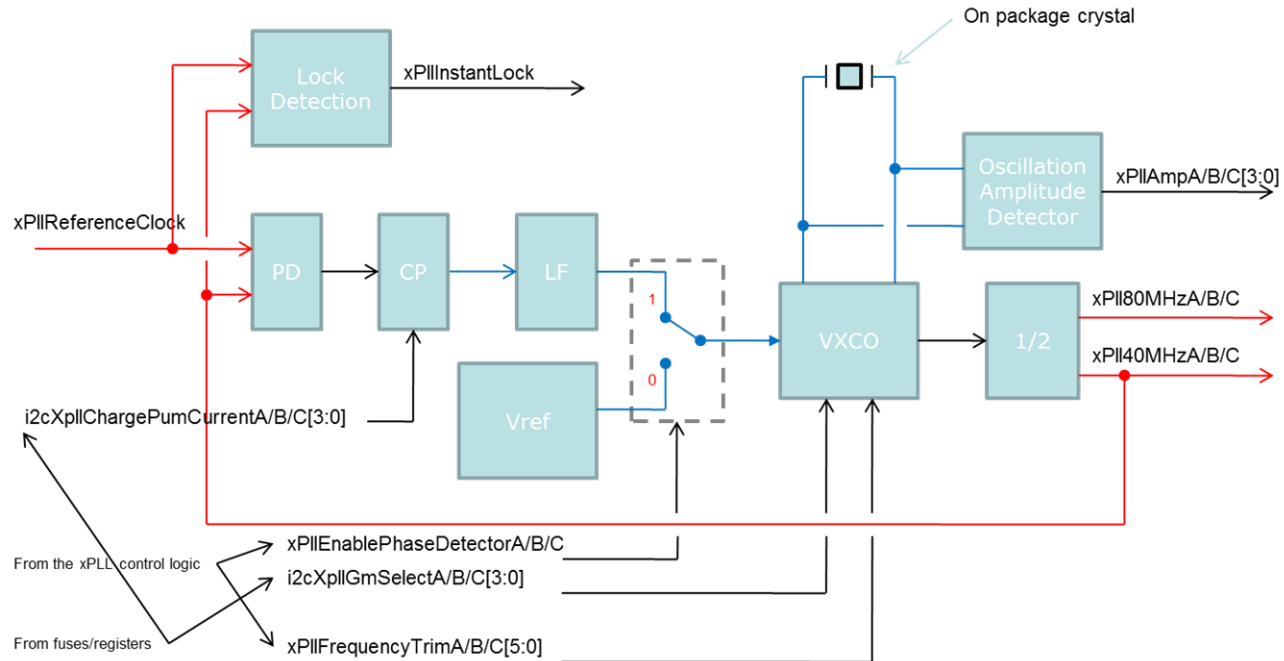 On package crystal
Lock
Detection
xPllInstantLock
Oscillation
Amplitude
Detector
xPllAmpA/B/C[3:0]
xPllReferenceClock
PD
CP
LF
1
0
VXCO
1/2
xPll80MHzA/B/C
xPll40MHzA/B/C
Vref
i2cXpllChargePumCurrentA/B/C[3:0]
xPllEnablePhaseDetectorA/B/C
From the xPLL control logic
i2cXpllGmSelectA/B/C[3:0]
From fuses/registers
xPllFrequencyTrimA/B/C[5:0]